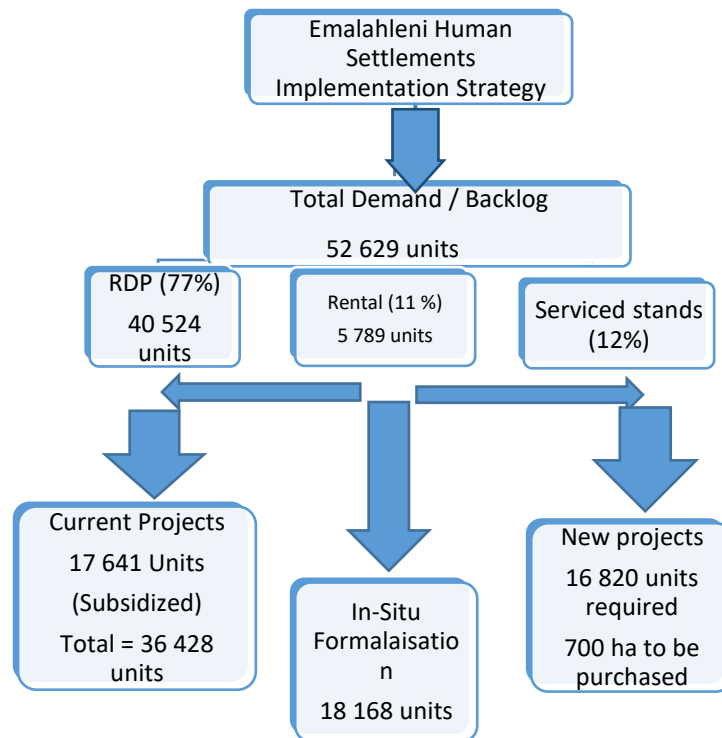 Emalahleni Human
Settlements
Implementation Strategy
Total Demand / Backlog
52 629 units
RDP (77%)
40 524
units
Rental (11 %)
5 789 units
Serviced stands
(12%)
Current Projects
17 641 Units
(Subsidized)
Total = 36 428
units
In-Situ
Formalaisatio
n
18 168 units
New projects
16 820 units
required
700 ha to be
purchased